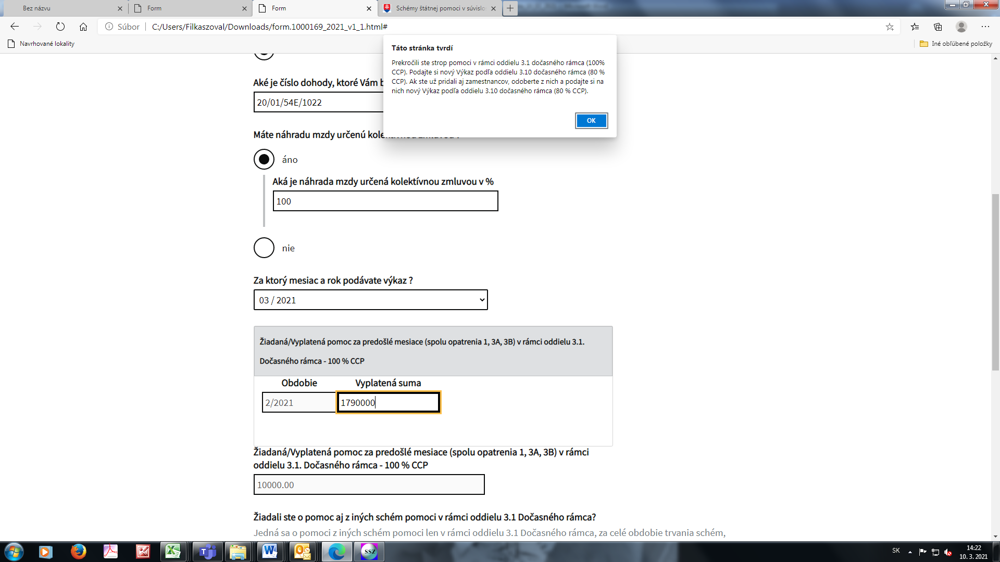 Bez názvu
Form
Form
Schémy štátnej pomoci v súvislo
Súbor
C:/Users/Filkaszoval/Downloads/form.1000169_2021_v1_1.html#
Navrhované lokality
Iné obľúbené položky
Táto stránka tvrdí
Prekročili ste strop pomoci v rámci oddielu 3.1 dočasného rámca (100%
CCP). Podajte si nový Výkaz podľa oddielu 3.10 dočasného rámca (80 %
CCP). Ak ste už pridali aj zamestnancov, odoberte z nich a podajte si na
nich nový Výkaz podľa oddielu 3.10 dočasného rámca (80 % CCP).
OK
Aké je číslo dohody, ktoré Vám b
20/01/54E/1022
Máte náhradu mzdy určenú kolektívnou zmluvou ?
áno
Aká je náhrada mzdy určená kolektívnou zmluvou v %
100
nie
Za ktorý mesiac a rok podávate výkaz ?
03 / 2021
Žiadaná/Vyplatená pomoc za predošlé mesiace (spolu opatrenia 1, 3A, 3B) v rámci oddielu 3.1.
Dočasného rámca - 100 % CCP
Obdobie Vyplatená suma
2/2021 1790000
Žiadaná/Vyplatená pomoc za predošlé mesiace (spolu opatrenia 1, 3A, 3B) v rámci
oddielu 3.1. Dočasného rámca - 100 % CCP
10000.00
Žiadali ste o pomoc aj z iných schém pomoci v rámci oddielu 3.1 Dočasného rámca?
Jedná sa o pomoci z iných schém pomoci len v rámci oddielu 3.1 Dočasného rámca, za celé obdobie trvania schém,
SSZ
SK
14:22
10. 3. 2021